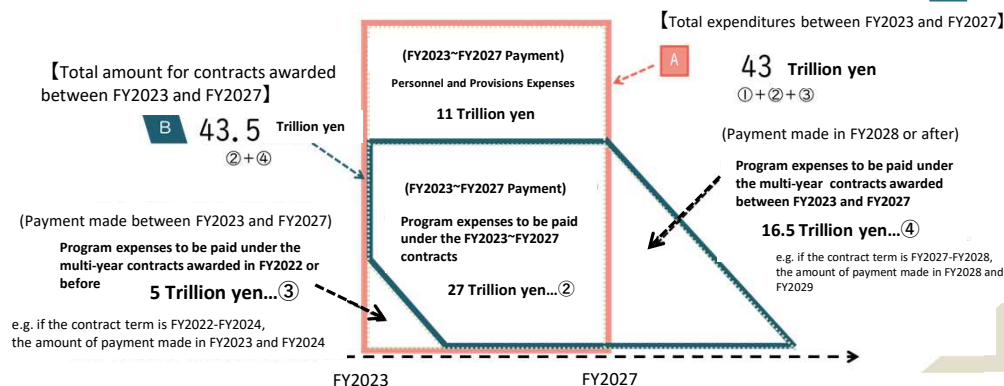 【Total expenditures between FY2023 and FY2027】
A
43 Trillion yen
①+②+③
(FY2023~FY2027 Payment)
Personnel and Provisions Expenses
11 Trillion yen
【Total amount for contracts awarded
between FY2023 and FY2027】
B
43.5 Trillion yen
②+④
(Payment made in FY2028 or after)
Program expenses to be paid under
the multi-year contracts awarded
between FY2023 and FY2027
16.5 Trillion yen...④
e.g. if the contract term is FY2027-FY2028,
the amount of payment made in FY2028 and
FY2029
(FY2023~FY2027 Payment)
Program expenses to be paid
under the FY2023~FY2027
contracts
27 Trillion yen...②
(Payment made between FY2023 and FY2027)
Program expenses to be paid under the
multi-year contracts awarded in FY2022 or
before
5 Trillion yen...③
e.g. if the contract term is FY2022-FY2024,
the amount of payment made in FY2023 and FY2024
FY2023
FY2027